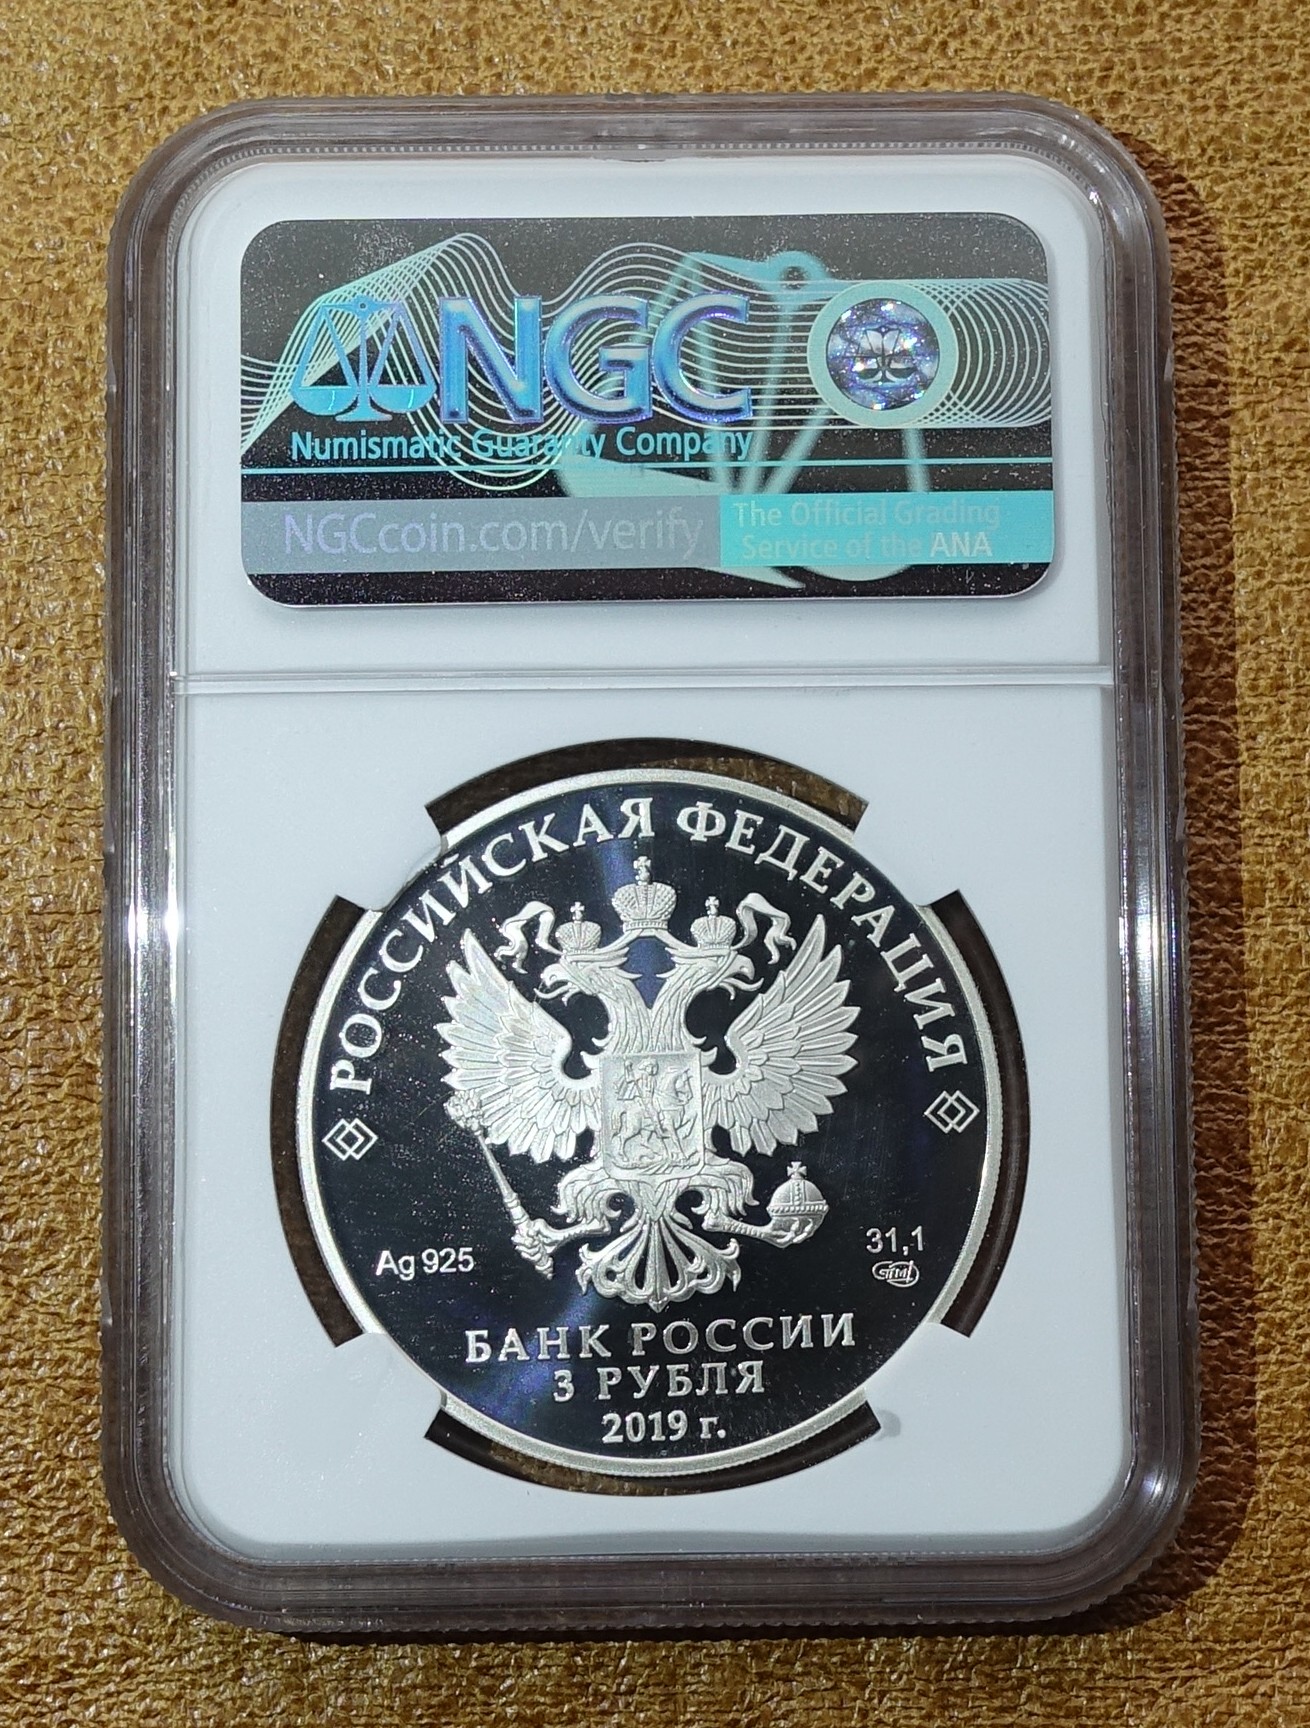 NGC
Numismatic Guaranty Company
NGCcoin.com/verify
The Official Grading
Service of the ANA
РОССИЙСКАЯ ФЕДЕРАЦИЯ
Ag 925
31,1
БАНК РОССИИ
3 РУБЛЯ
2019 г.